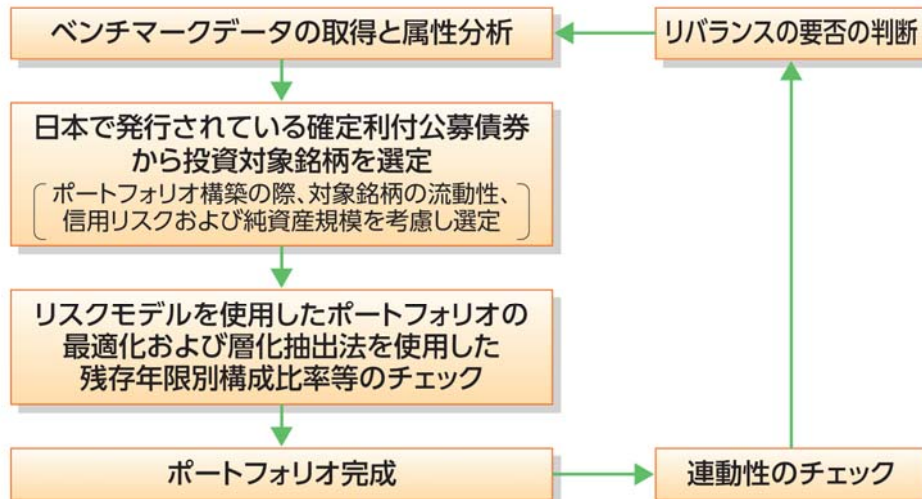 ベンチマークデータの取得と属性分析
リバランスの要否の判断
日本で発行されている確定利付公募債券
から投資対象銘柄を選定
ポートフォリオ構築の際、対象銘柄の流動性、
信用リスクおよび純資産規模を考慮し選定
リスクモデルを使用したポートフォリオの
最適化および層化抽出法を使用した
残存年限別構成比率等のチェック
ポートフォリオ完成
連動性のチェック